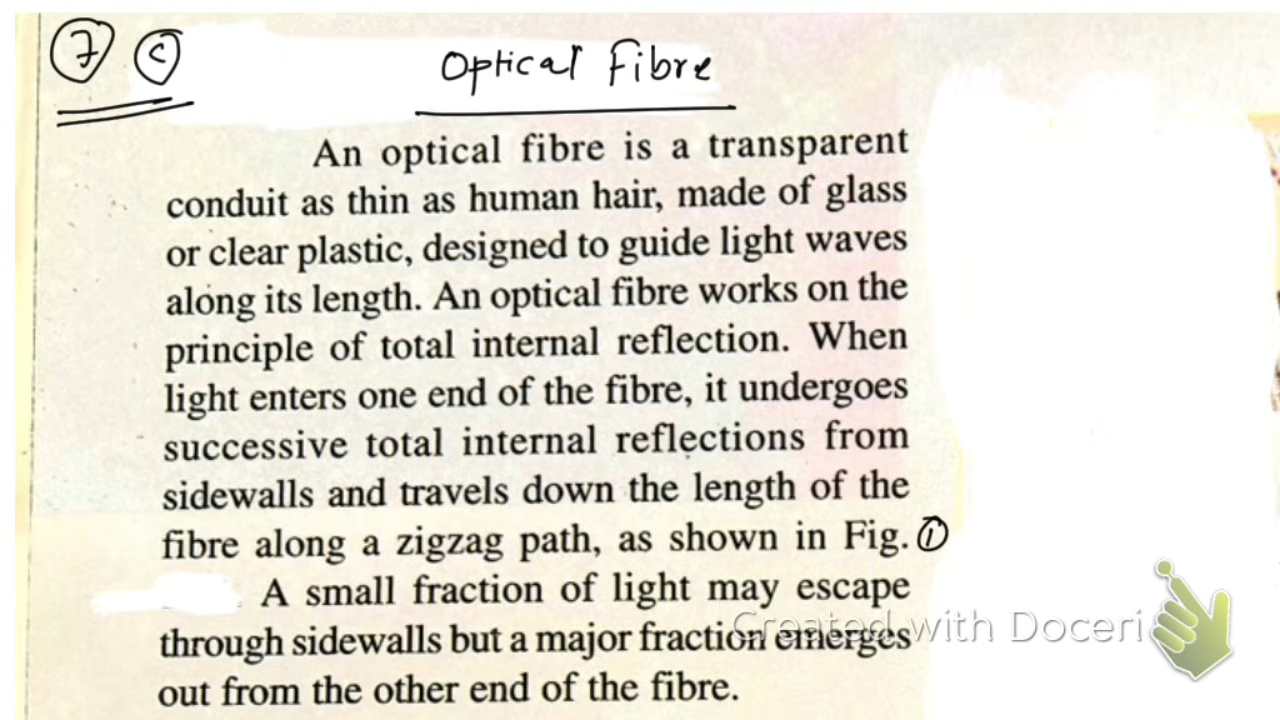 7 c
Optical Fibre
An optical fibre is a transparent
conduit as thin as human hair, made of glass
or clear plastic, designed to guide light waves
along its length. An optical fibre works on the
principle of total internal reflection. When
light enters one end of the fibre, it undergoes
successive total internal reflections from
sidewalls and travels down the length of the
fibre along a zigzag path, as shown in Fig. 1
A small fraction of light may escape
through sidewalls but a major fraction emerges
out from the other end of the fibre.
Created with Doceri